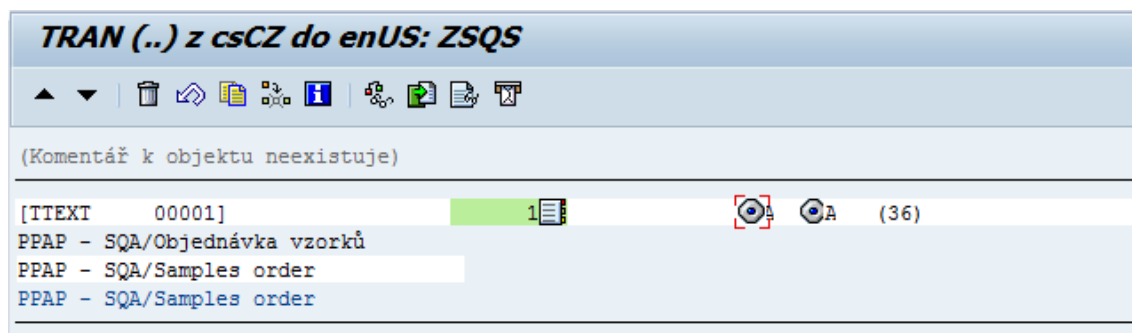 TRAN (..) z csCZ do enUS: ZSQS
(Komentář k objektu neexistuje)
[TTEXT 00001] 1 A A (36)
PPAP - SQA/Objednávka vzorků
PPAP - SQA/Samples order
PPAP - SQA/Samples order